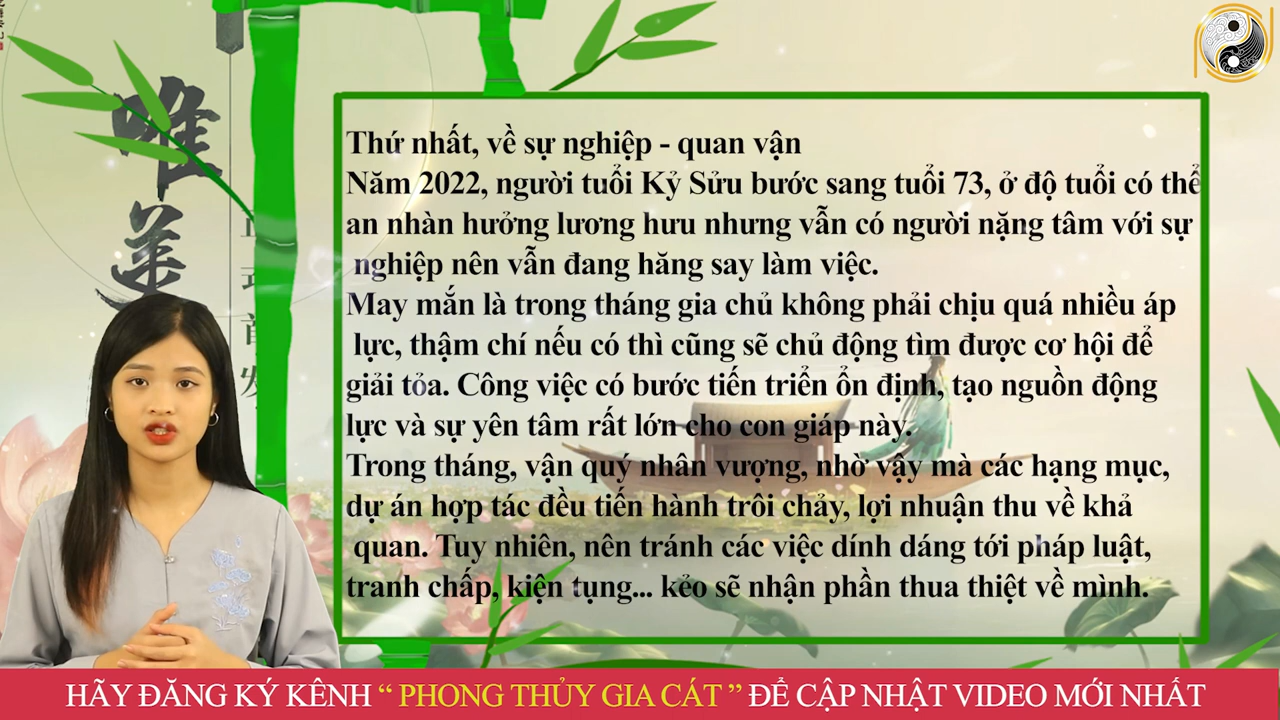 唯
蓮
Thứ nhất, về sự nghiệp - quan vận
Năm 2022, người tuổi Kỷ Sửu bước sang tuổi 73, ở độ tuổi có thể
an nhàn hưởng lương hưu nhưng vẫn có người nặng tâm với sự
nghiệp nên vẫn đang hăng say làm việc.
May mắn là trong tháng gia chủ không phải chịu quá nhiều áp
lực, thậm chí nếu có thì cũng sẽ chủ động tìm được cơ hội để
giải tỏa. Công việc có bước tiến triển ổn định, tạo nguồn động
lực và sự yên tâm rất lớn cho con giáp này.
Trong tháng, vận quý nhân vượng, nhờ vậy mà các hạng mục,
dự án hợp tác đều tiến hành trôi chảy, lợi nhuận thu về khả
quan. Tuy nhiên, nên tránh các việc dính dáng tới pháp luật,
tranh chấp, kiện tụng... kẻo sẽ nhận phần thua thiệt về mình.
HÃY ĐĂNG KÝ KÊNH “ PHONG THỦY GIA CÁT ” ĐỂ CẬP NHẬT VIDEO MỚI NHẤT